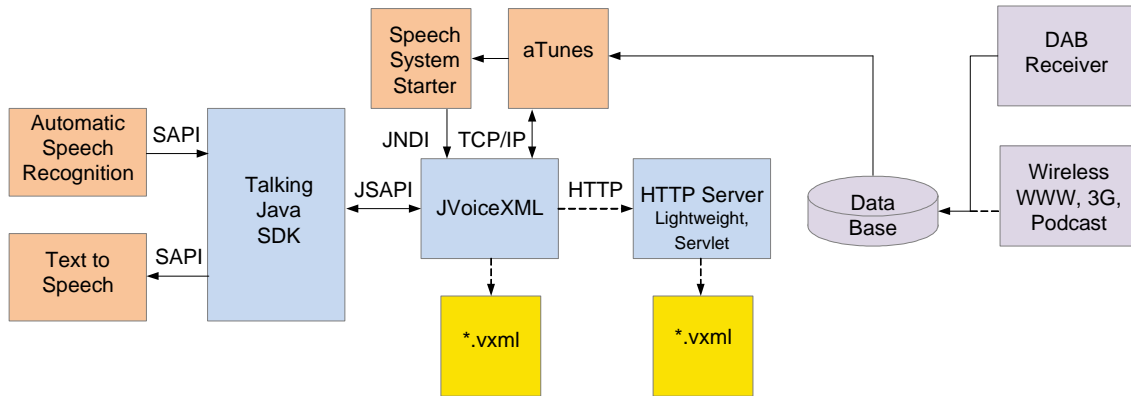 Speech
System
Starter
aTunes
DAB
Receiver
Automatic
Speech
Recognition
SAPI
JNDI
TCP/IP
Talking
Java
SDK
JSAPI
JVoiceXML
HTTP
HTTP Server
Lightweight,
Servlet
Data
Base
Wireless
WWW, 3G,
Podcast
Text to
Speech
SAPI
*.vxml
*.vxml